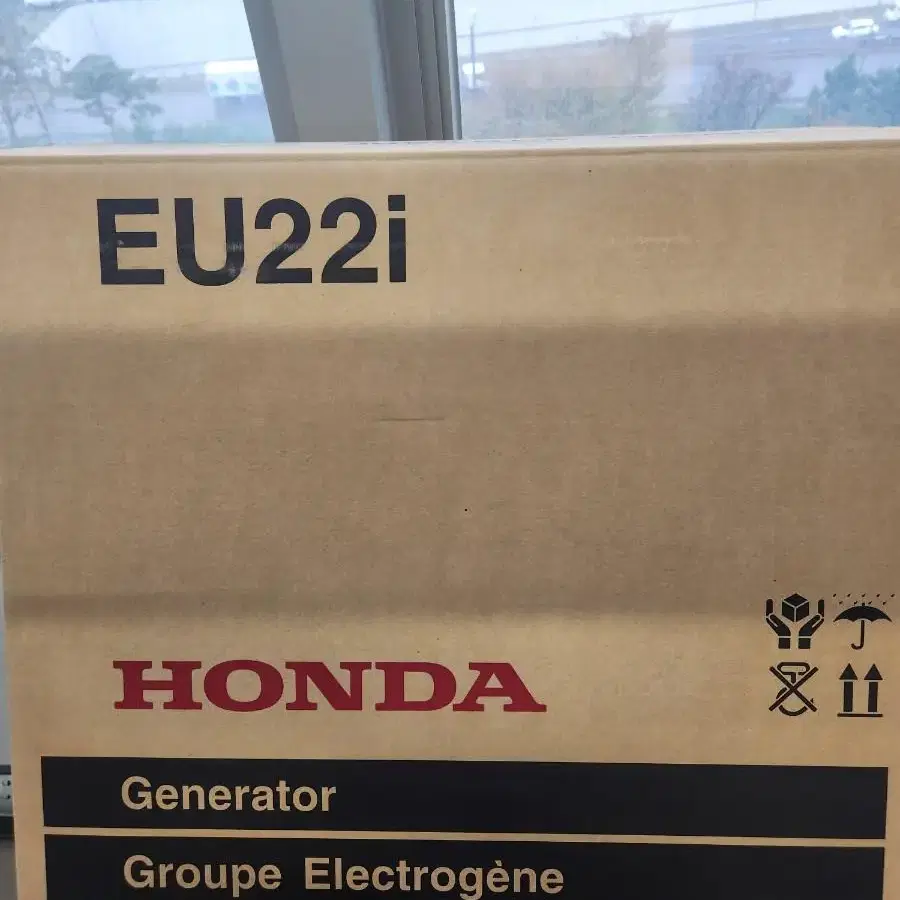 EU22i
HONDA
Generator
Groupe Electrogène